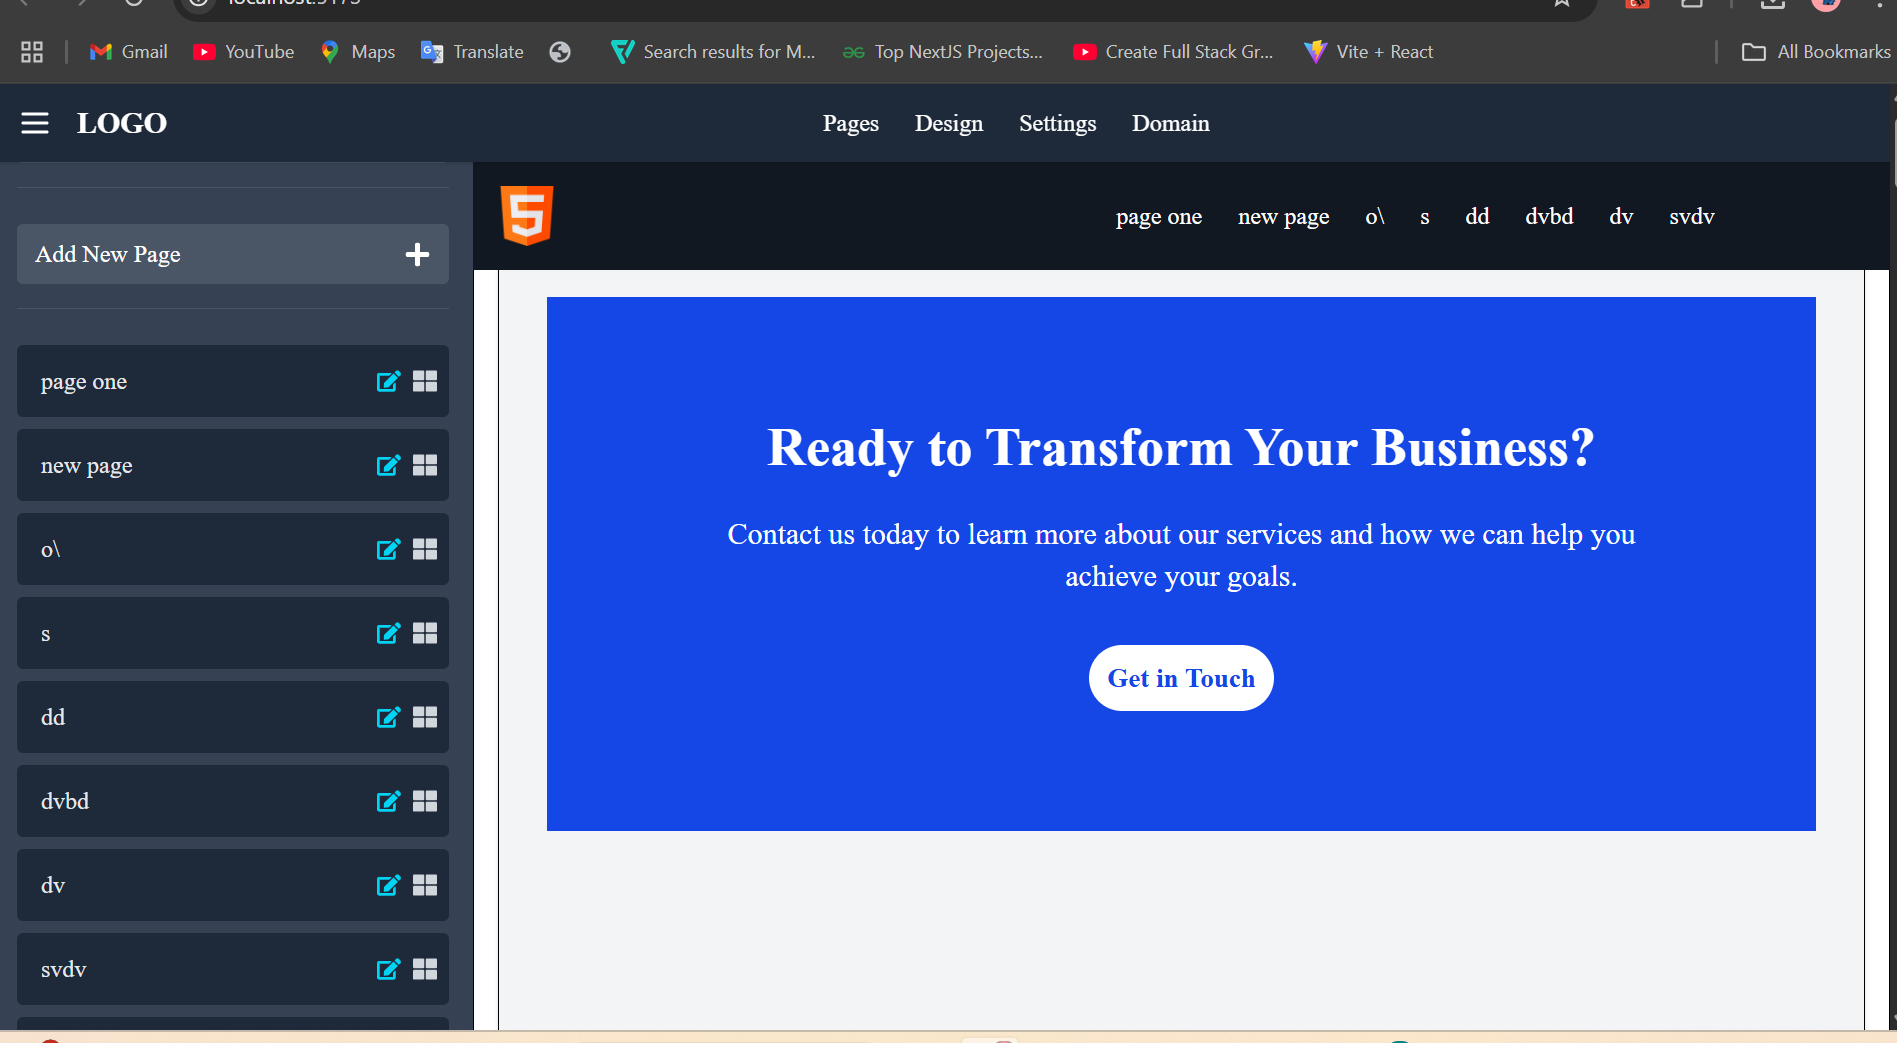 Gmail
YouTube
Maps
Translate
Search results for M...
Top NextJS Projects...
Create Full Stack Gr...
Vite + React
All Bookmarks
LOGO
Pages
Design
Settings
Domain
page one
new page
o\
s
dd
dvbd
dv
svdv
Add New Page
page one
new page
o\
s
dd
dvbd
dv
svdv
Ready to Transform Your Business?
Contact us today to learn more about our services and how we can help you
achieve your goals.
Get in Touch